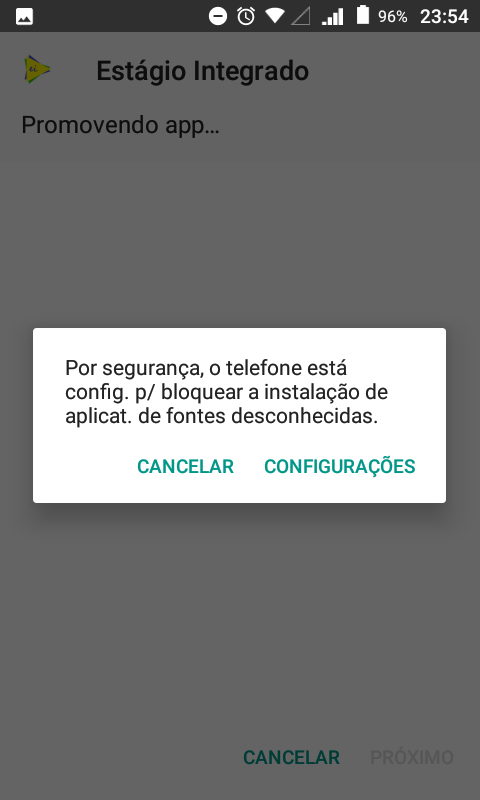 96% 23:54
Estágio Integrado
Promovendo app...
Por segurança, o telefone está
config. p/ bloquear a instalação de
aplicat. de fontes desconhecidas.
CANCELAR CONFIGURAÇÕES
CANCELAR PRÓXIMO